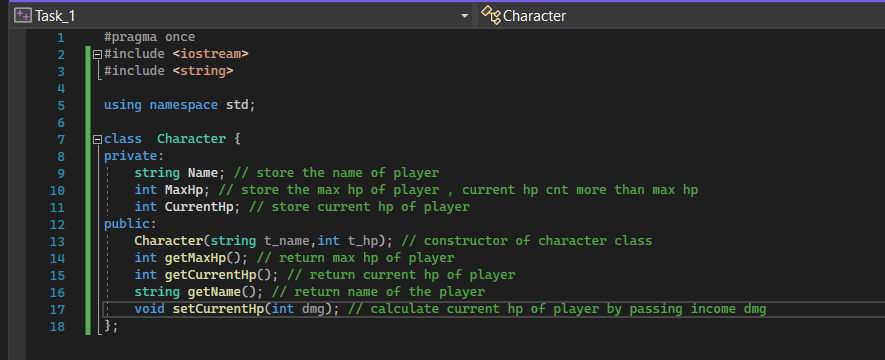 Task_1 Character
1 #pragma once
2 #include <iostream>
3 #include <string>
4
5 using namespace std;
6
7 class  Character {
8 private:
9     string Name; // store the name of player
10     int MaxHp; // store the max hp of player , current hp cnt more than max hp
11     int CurrentHp; // store current hp of player
12 public:
13     Character(string t_name,int t_hp); // constructor of character class
14     int getMaxHp(); // return max hp of player
15     int getCurrentHp(); // return current hp of player
16     string getName(); // return name of the player
17     void setCurrentHp(int dmg); // calculate current hp of player by passing income dmg
18 };